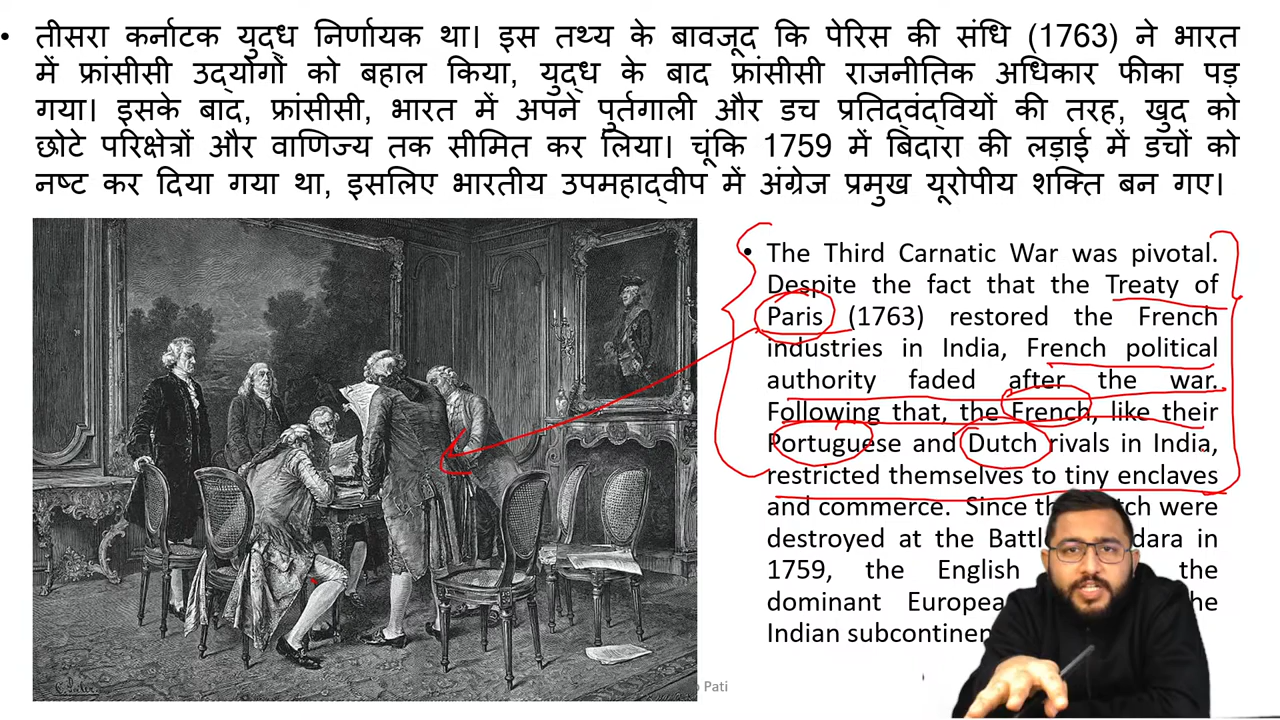 • तीसरा कर्नाटक युद्ध निर्णायक था। इस तथ्य के बावजूद कि पेरिस की संधि (1763) ने भारत
में फ्रांसीसी उद्योगों को बहाल किया, युद्ध के बाद फ्रांसीसी राजनीतिक अधिकार फीका पड़
गया। इसके बाद, फ्रांसीसी, भारत में अपने पुर्तगाली और डच प्रतिद्वंद्वियों की तरह, खुद को
छोटे परिक्षेत्रों और वाणिज्य तक सीमित कर लिया। चूंकि 1759 में बिदारा की लड़ाई में डचों को
नष्ट कर दिया गया था, इसलिए भारतीय उपमहाद्वीप में अंग्रेज प्रमुख यूरोपीय शक्ति बन गए।
• The Third Carnatic War was pivotal.
Despite the fact that the Treaty of
Paris (1763) restored the French
industries in India, French political
authority faded after the war.
Following that, the French, like their
Portuguese and Dutch rivals in India,
restricted themselves to tiny enclaves
and commerce. Since were
destroyed at the in
1759, the English the
dominant
Indian
Pati